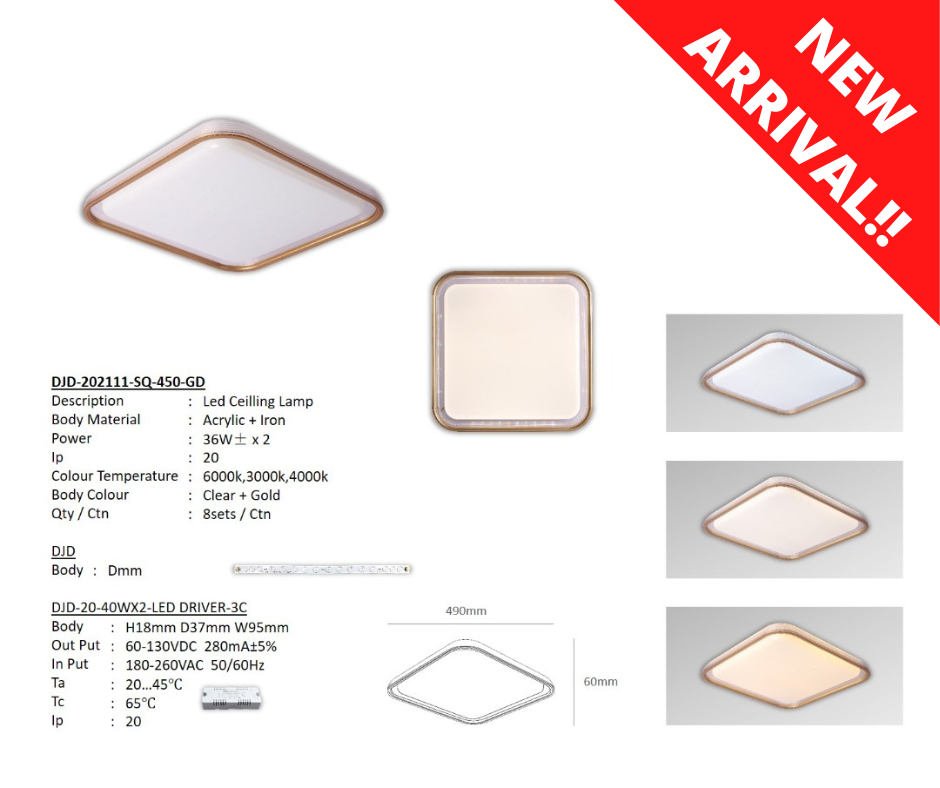 NEW
ARRIVAL!!
DJD-202111-SQ-450-GD
Description : Led Ceilling Lamp
Body Material : Acrylic + Iron
Power : 36W± x 2
Ip : 20
Colour Temperature : 6000k,3000k,4000k
Body Colour : Clear + Gold
Qty / Ctn : 8sets / Ctn
DJD
Body : Dmm
DJD-20-40WX2-LED DRIVER-3C
Body : H18mm D37mm W95mm
Out Put : 60-130VDC 280mA±5%
In Put : 180-260VAC 50/60Hz
Ta : 20...45℃
Tc : 65℃
Ip : 20
490mm
60mm